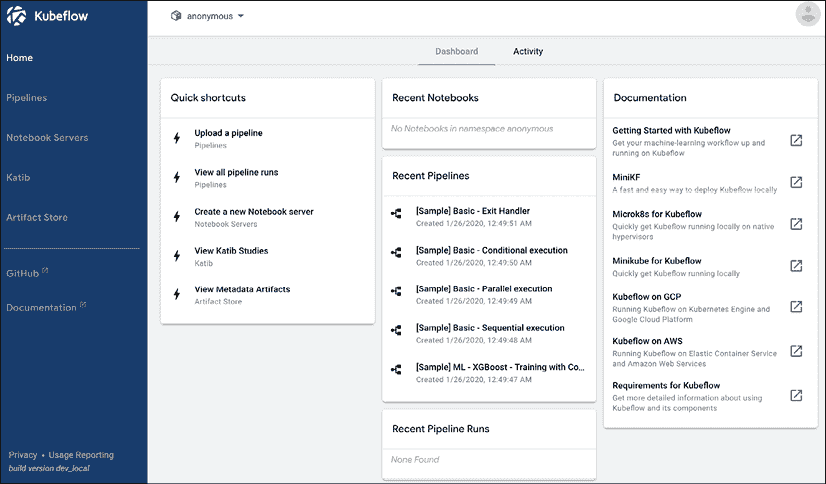 Kubeflow
Home
Pipelines
Notebook Servers
Katib
Artifact Store
GitHub
Documentation
Privacy • Usage Reporting
build version dev_local
anonymous
Dashboard
Activity
Quick shortcuts
Upload a pipeline
Pipelines
View all pipeline runs
Pipelines
Create a new Notebook server
Notebook Servers
View Katib Studies
Katib
View Metadata Artifacts
Artifact Store
Recent Notebooks
No Notebooks in namespace anonymous
Recent Pipelines
[Sample] Basic - Exit Handler
Created 1/26/2020, 12:49:51 AM
[Sample] Basic - Conditional execution
Created 1/26/2020, 12:49:50 AM
[Sample] Basic - Parallel execution
Created 1/26/2020, 12:49:49 AM
[Sample] Basic - Sequential execution
Created 1/26/2020, 12:49:48 AM
[Sample] ML - XGBoost - Training with Co...
Created 1/26/2020, 12:49:47 AM
Recent Pipeline Runs
None Found
Documentation
Getting Started with Kubeflow
Get your machine-learning workflow up and
running on Kubeflow
MiniKF
A fast and easy way to deploy Kubeflow locally
Microk8s for Kubeflow
Quickly get Kubeflow running locally on native
hypervisors
Minikube for Kubeflow
Quickly get Kubeflow running locally
Kubeflow on GCP
Running Kubeflow on Kubernetes Engine and
Google Cloud Platform
Kubeflow on AWS
Running Kubeflow on Elastic Container Service
and Amazon Web Services
Requirements for Kubeflow
Get more detailed information about using
Kubeflow and its components